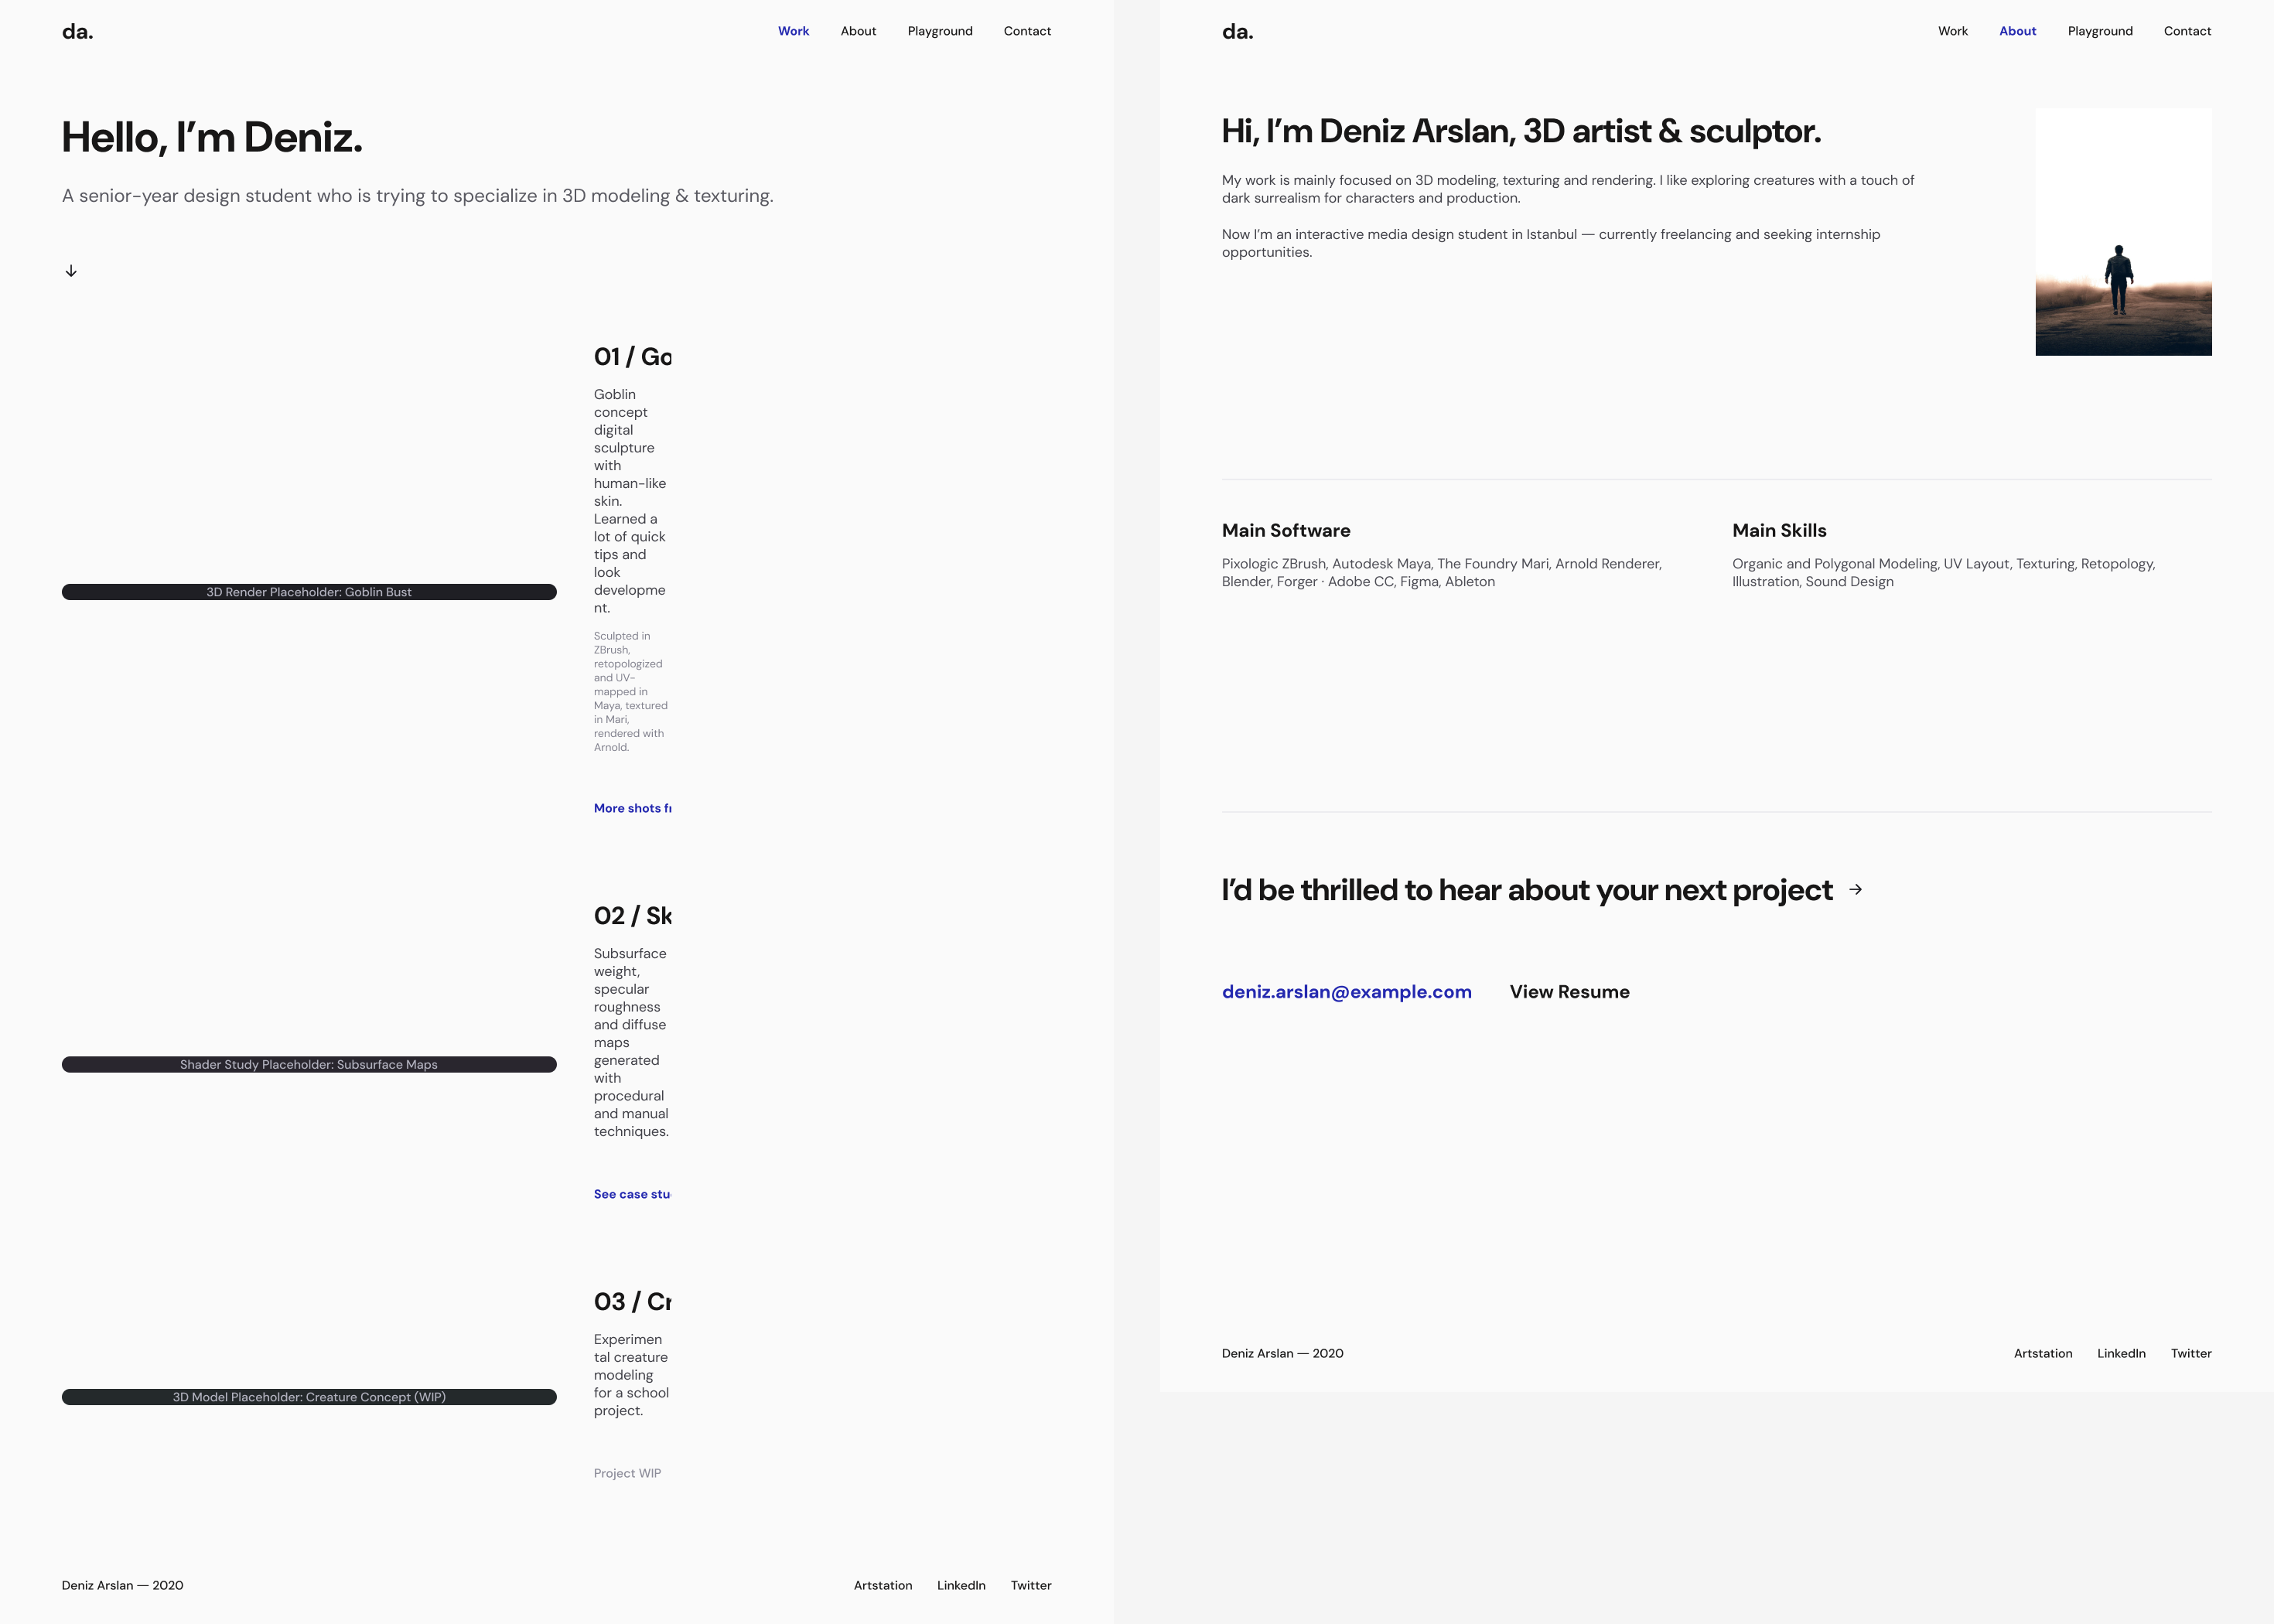 da.
Work About Playground Contact
Hello, I’m Deniz.
A senior-year design student who is trying to specialize in 3D modeling & texturing.
3D Render Placeholder: Goblin Bust
01 / Go
Goblin
concept
digital
sculpture
with
human-like
skin.
Learned a
lot of quick
tips and
look
developme
nt.
Sculpted in
ZBrush,
retopologized
and UV-
mapped in
Maya, textured
in Mari,
rendered with
Arnold.
More shots fr
Shader Study Placeholder: Subsurface Maps
02 / Sk
Subsurface
weight,
specular
roughness
and diffuse
maps
generated
with
procedural
and manual
techniques.
See case stu
3D Model Placeholder: Creature Concept (WIP)
03 / Cr
Experimen
tal creature
modeling
for a school
project.
Project WIP
Deniz Arslan — 2020
Artstation LinkedIn Twitter
da.
Work About Playground Contact
Hi, I’m Deniz Arslan, 3D artist & sculptor.
My work is mainly focused on 3D modeling, texturing and rendering. I like exploring creatures with a touch of
dark surrealism for characters and production.
Now I’m an interactive media design student in Istanbul — currently freelancing and seeking internship
opportunities.
Main Software
Pixologic ZBrush, Autodesk Maya, The Foundry Mari, Arnold Renderer,
Blender, Forger · Adobe CC, Figma, Ableton
Main Skills
Organic and Polygonal Modeling, UV Layout, Texturing, Retopology,
Illustration, Sound Design
I’d be thrilled to hear about your next project
deniz.arslan@example.com View Resume
Deniz Arslan — 2020
Artstation LinkedIn Twitter